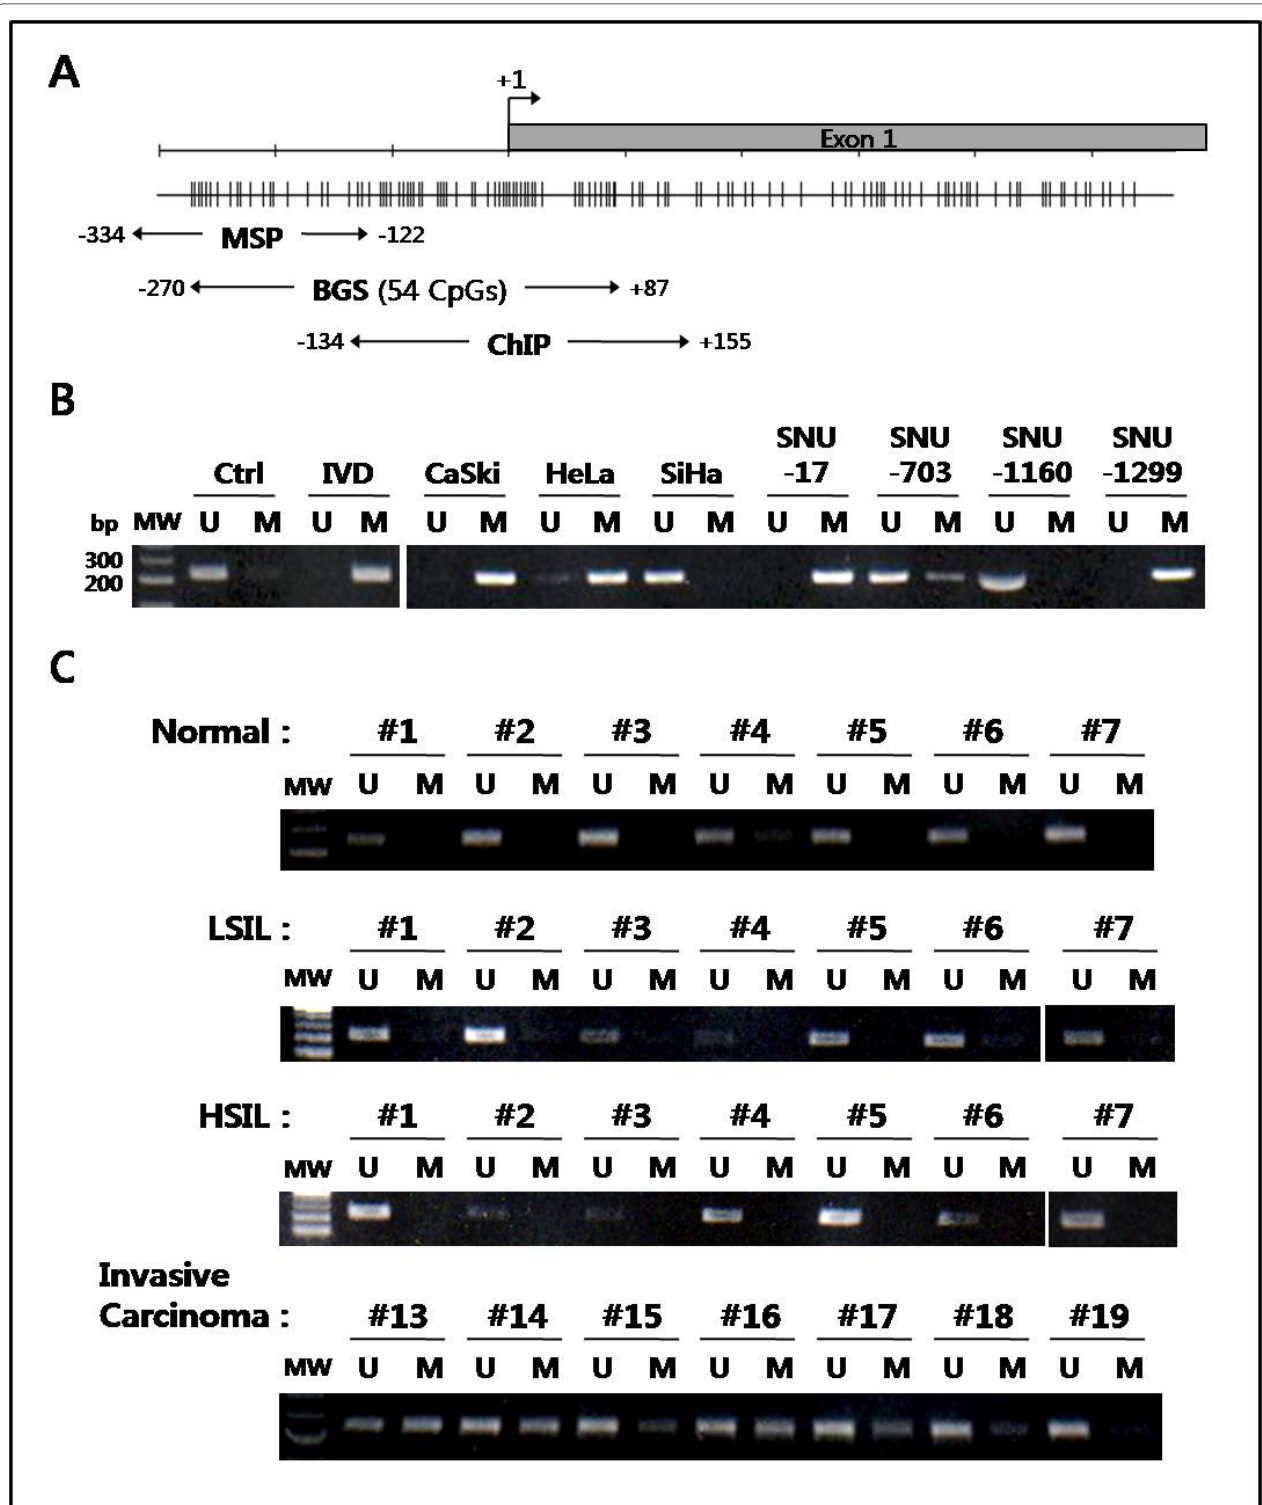 A
+1
Exon 1
-334 MSP -122
-270 BGS (54 CpGs) +87
-134 ChIP +155
B
SNU SNU SNU SNU
Ctrl IVD CaSki HeLa SiHa -17 -703 -1160 -1299
bp MW U M U M U M U M U M U M U M U M U M
300
200
C
Normal : #1 #2 #3 #4 #5 #6 #7
MW U M U M U M U M U M U M U M
LSIL : #1 #2 #3 #4 #5 #6 #7
MW U M U M U M U M U M U M U M
HSIL : #1 #2 #3 #4 #5 #6 #7
MW U M U M U M U M U M U M U M
Invasive
Carcinoma : #13 #14 #15 #16 #17 #18 #19
MW U M U M U M U M U M U M U M